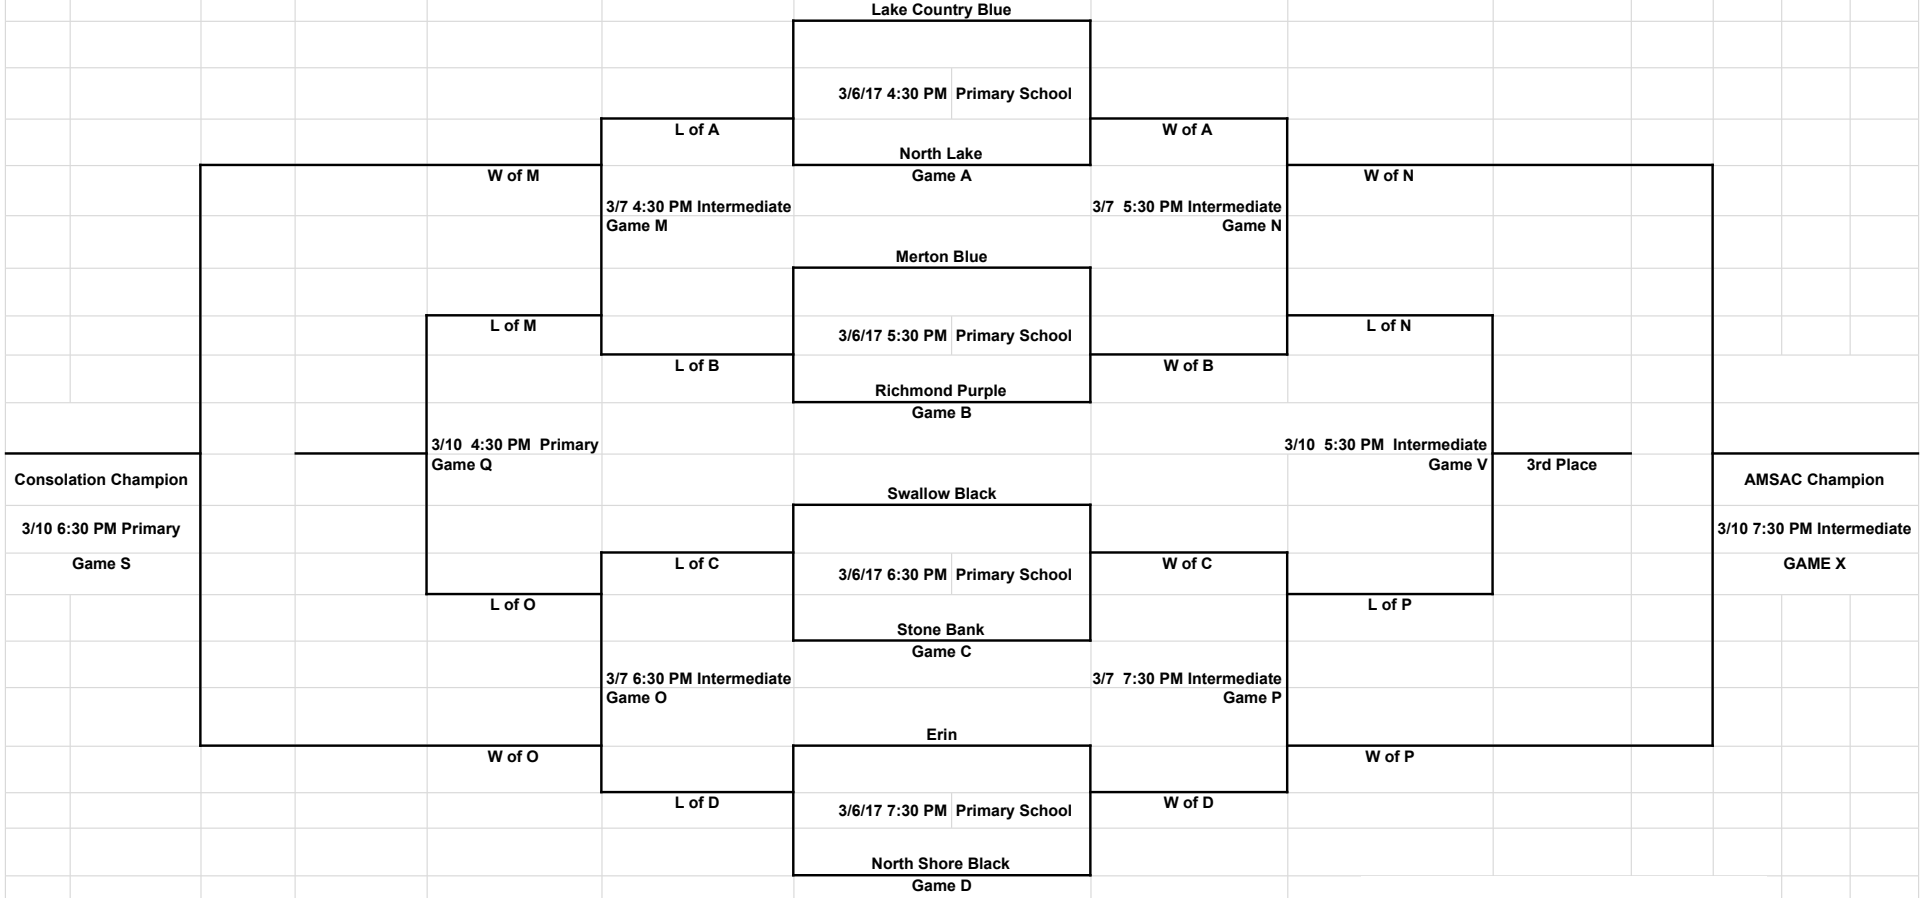 Lake Country Blue
3/6/17 4:30 PM Primary School
L of A
W of A
North Lake
W of M
Game A
W of N
3/7 4:30 PM Intermediate
Game M
3/7 5:30 PM Intermediate
Game N
Merton Blue
L of M
L of N
3/6/17 5:30 PM Primary School
L of B
W of B
Richmond Purple
Game B
3/10 4:30 PM Primary
Game Q
3/10 5:30 PM Intermediate
Game V
3rd Place
Consolation Champion
AMSAC Champion
Swallow Black
3/10 6:30 PM Primary
3/10 7:30 PM Intermediate
Game S
L of C
W of C
GAME X
3/6/17 6:30 PM Primary School
L of O
L of P
Stone Bank
Game C
3/7 6:30 PM Intermediate
Game O
3/7 7:30 PM Intermediate
Game P
Erin
W of O
W of P
L of D
W of D
3/6/17 7:30 PM Primary School
North Shore Black
Game D